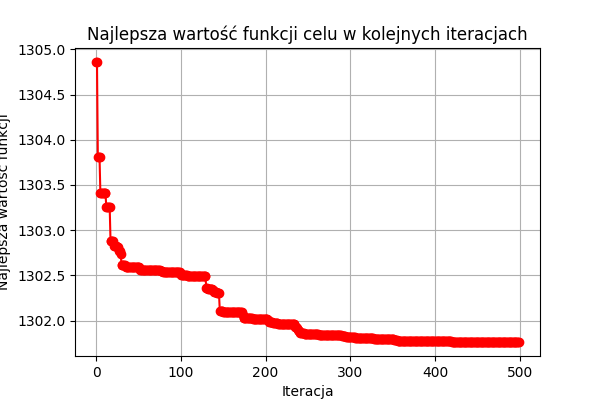 Najlepsza wartość funkcji celu w kolejnych iteracjach
1305.0
1304.5
1304.0
1303.5
1303.0
1302.5
1302.0
Najlepsza wartość funkcji
0 100 200 300 400 500
Iteracja